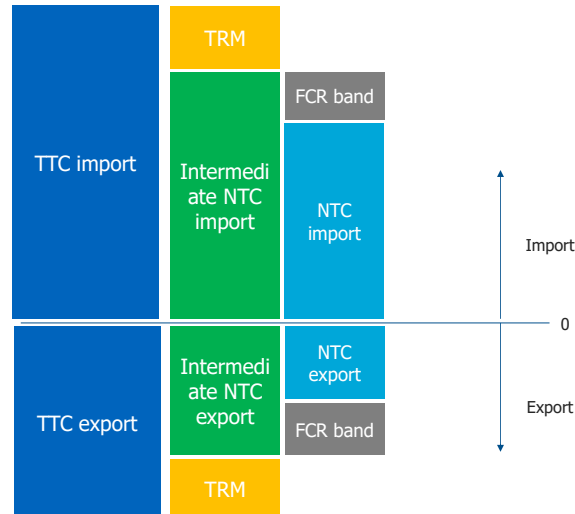 TRM
FCR band
TTC import
Intermedi
ate NTC
import
NTC
import
Import
0
NTC
export
Intermedi
ate NTC
export
TTC export
FCR band
Export
TRM